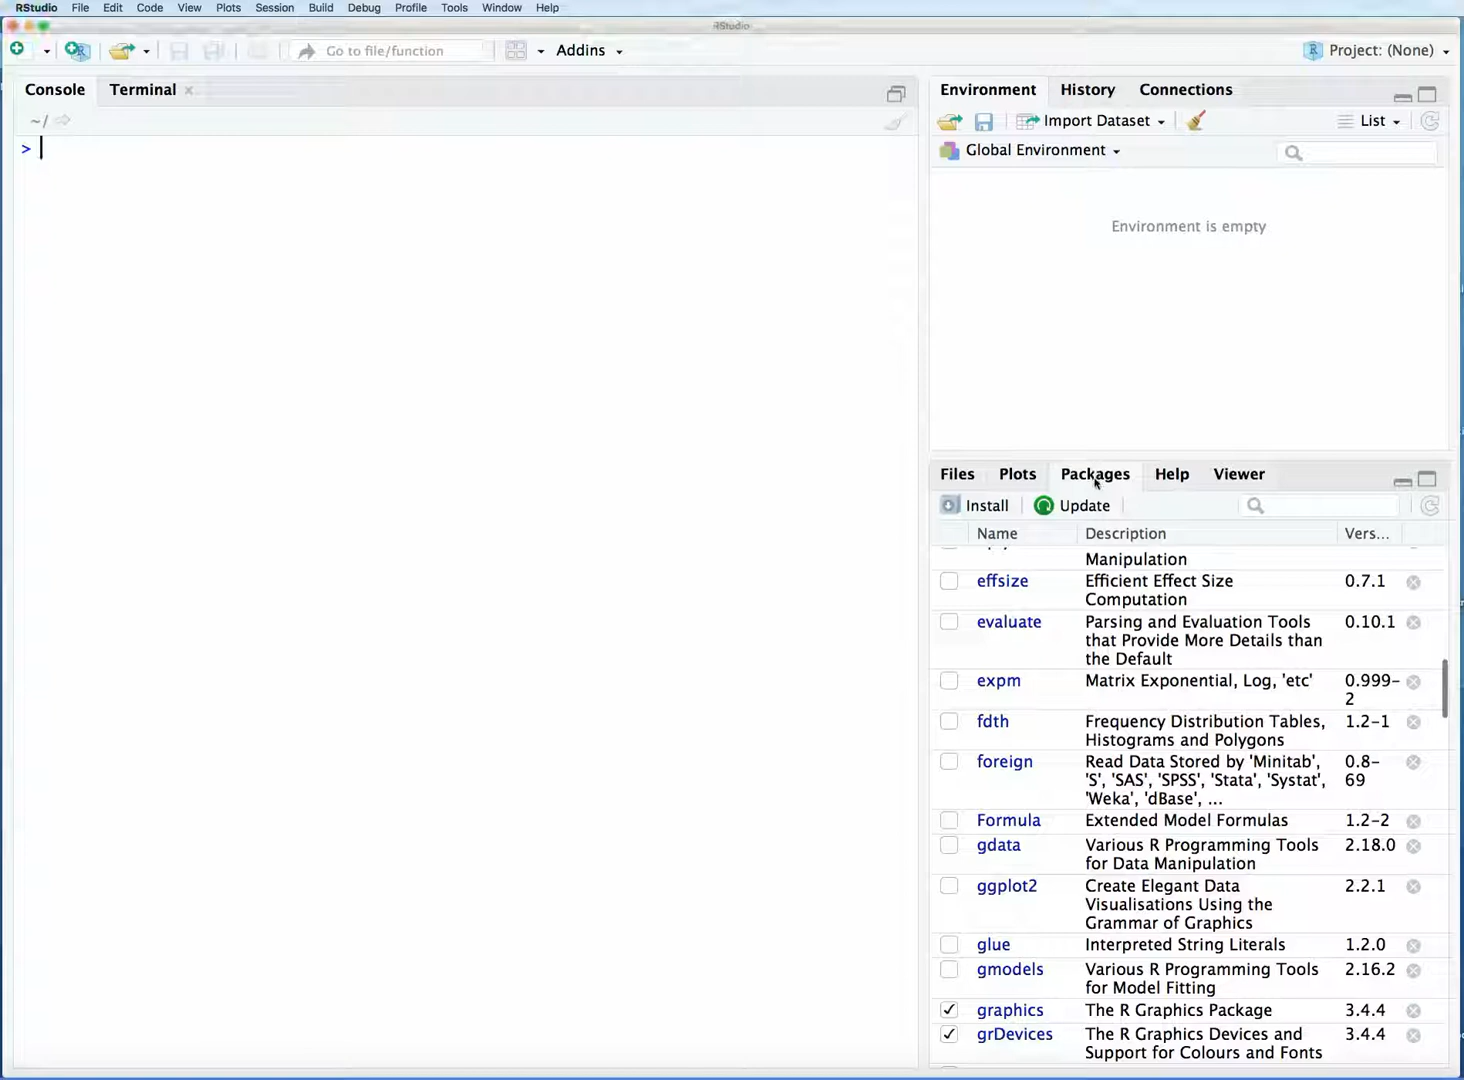 RStudio File Edit Code View Plots Session Build Debug Profile Tools Window Help
RStudio
Go to file/function Addins Project: (None)
Console Terminal
~/
>
Environment History Connections
Import Dataset List
Global Environment
Environment is empty
Files Plots Packages Help Viewer
Install Update
Name Description Vers...
Manipulation
effsize Efficient Effect Size 0.7.1
Computation
evaluate Parsing and Evaluation Tools 0.10.1
that Provide More Details than
the Default
expm Matrix Exponential, Log, 'etc' 0.999-
2
fdth Frequency Distribution Tables, 1.2-1
Histograms and Polygons
foreign Read Data Stored by 'Minitab', 0.8-
'S', 'SAS', 'SPSS', 'Stata', 'Systat', 69
'Weka', 'dBase', ...
Formula Extended Model Formulas 1.2-2
gdata Various R Programming Tools 2.18.0
for Data Manipulation
ggplot2 Create Elegant Data 2.2.1
Visualisations Using the
Grammar of Graphics
glue Interpreted String Literals 1.2.0
gmodels Various R Programming Tools 2.16.2
for Model Fitting
graphics The R Graphics Package 3.4.4
grDevices The R Graphics Devices and 3.4.4
Support for Colours and Fonts